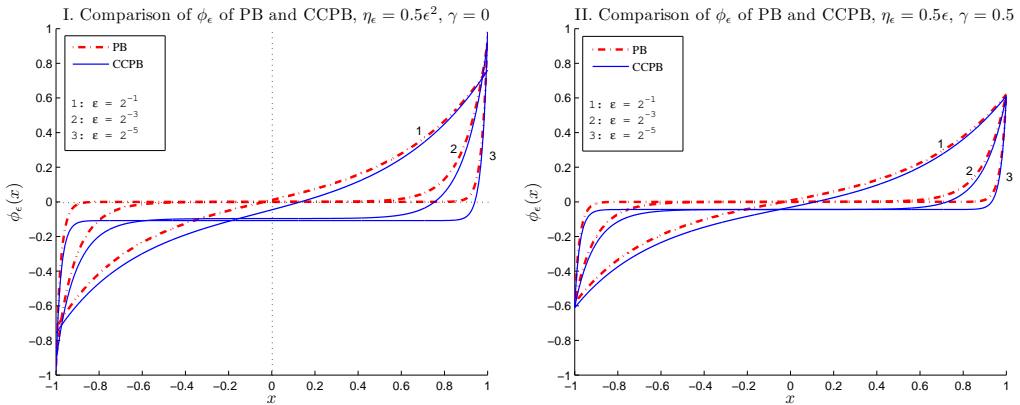 I. Comparison of ϕ_ϵ of PB and CCPB, η_ϵ = 0.5ϵ², γ = 0
1
0.8
0.6
0.4
0.2
0
−0.2
−0.4
−0.6
−0.8
−1
ϕ_ϵ(x)
PB
CCPB
1: ε = 2⁻¹
2: ε = 2⁻³
3: ε = 2⁻⁵
1
2
3
−1 −0.8 −0.6 −0.4 −0.2 0 0.2 0.4 0.6 0.8 1
x
II. Comparison of ϕ_ϵ of PB and CCPB, η_ϵ = 0.5ϵ, γ = 0.5
1
0.8
0.6
0.4
0.2
0
−0.2
−0.4
−0.6
−0.8
−1
ϕ_ϵ(x)
PB
CCPB
1: ε = 2⁻¹
2: ε = 2⁻³
3: ε = 2⁻⁵
1
2
3
−1 −0.8 −0.6 −0.4 −0.2 0 0.2 0.4 0.6 0.8 1
x